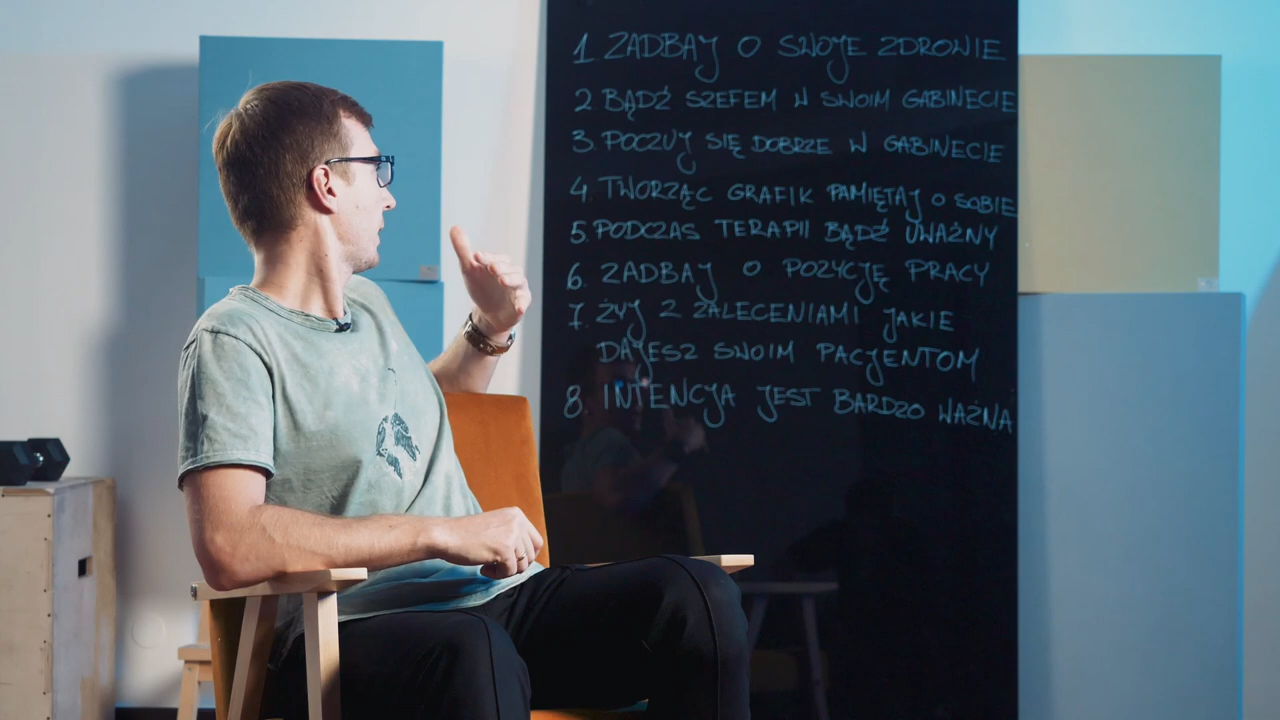 1. ZADBAJ O SWOJE ZDROWIE
2. BĄDŹ SZEFEM W SWOIM GABINECIE
3. POCZUJ SIĘ DOBRZE W GABINECIE
4. TWORZĄC GRAFIK PAMIĘTAJ O SOBIE
5. PODCZAS TERAPII BĄDŹ UWAŻNY
6. ZADBAJ O POZYCJĘ PRACY
7. ŻYJ Z ZALECENIAMI JAKIE
DAJESZ SWOIM PACJENTOM
8. INTENCJA JEST BARDZO WAŻNA